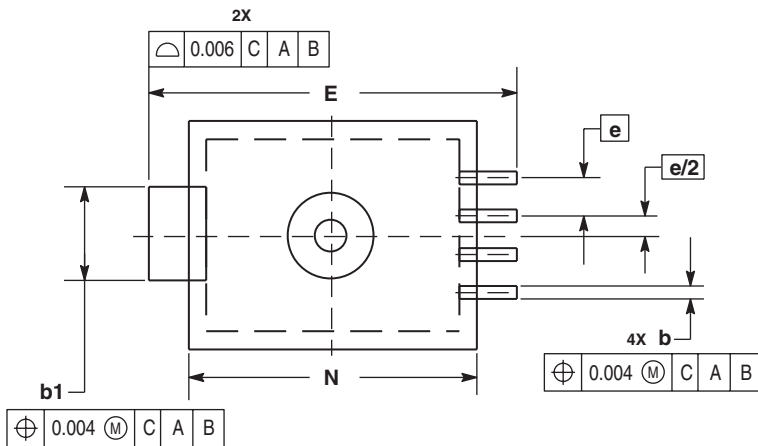 2X
⌓ 0.006 C A B
E
e
e/2
4X b
⌖ 0.004 Ⓜ C A B
N
b1
⌖ 0.004 Ⓜ C A B